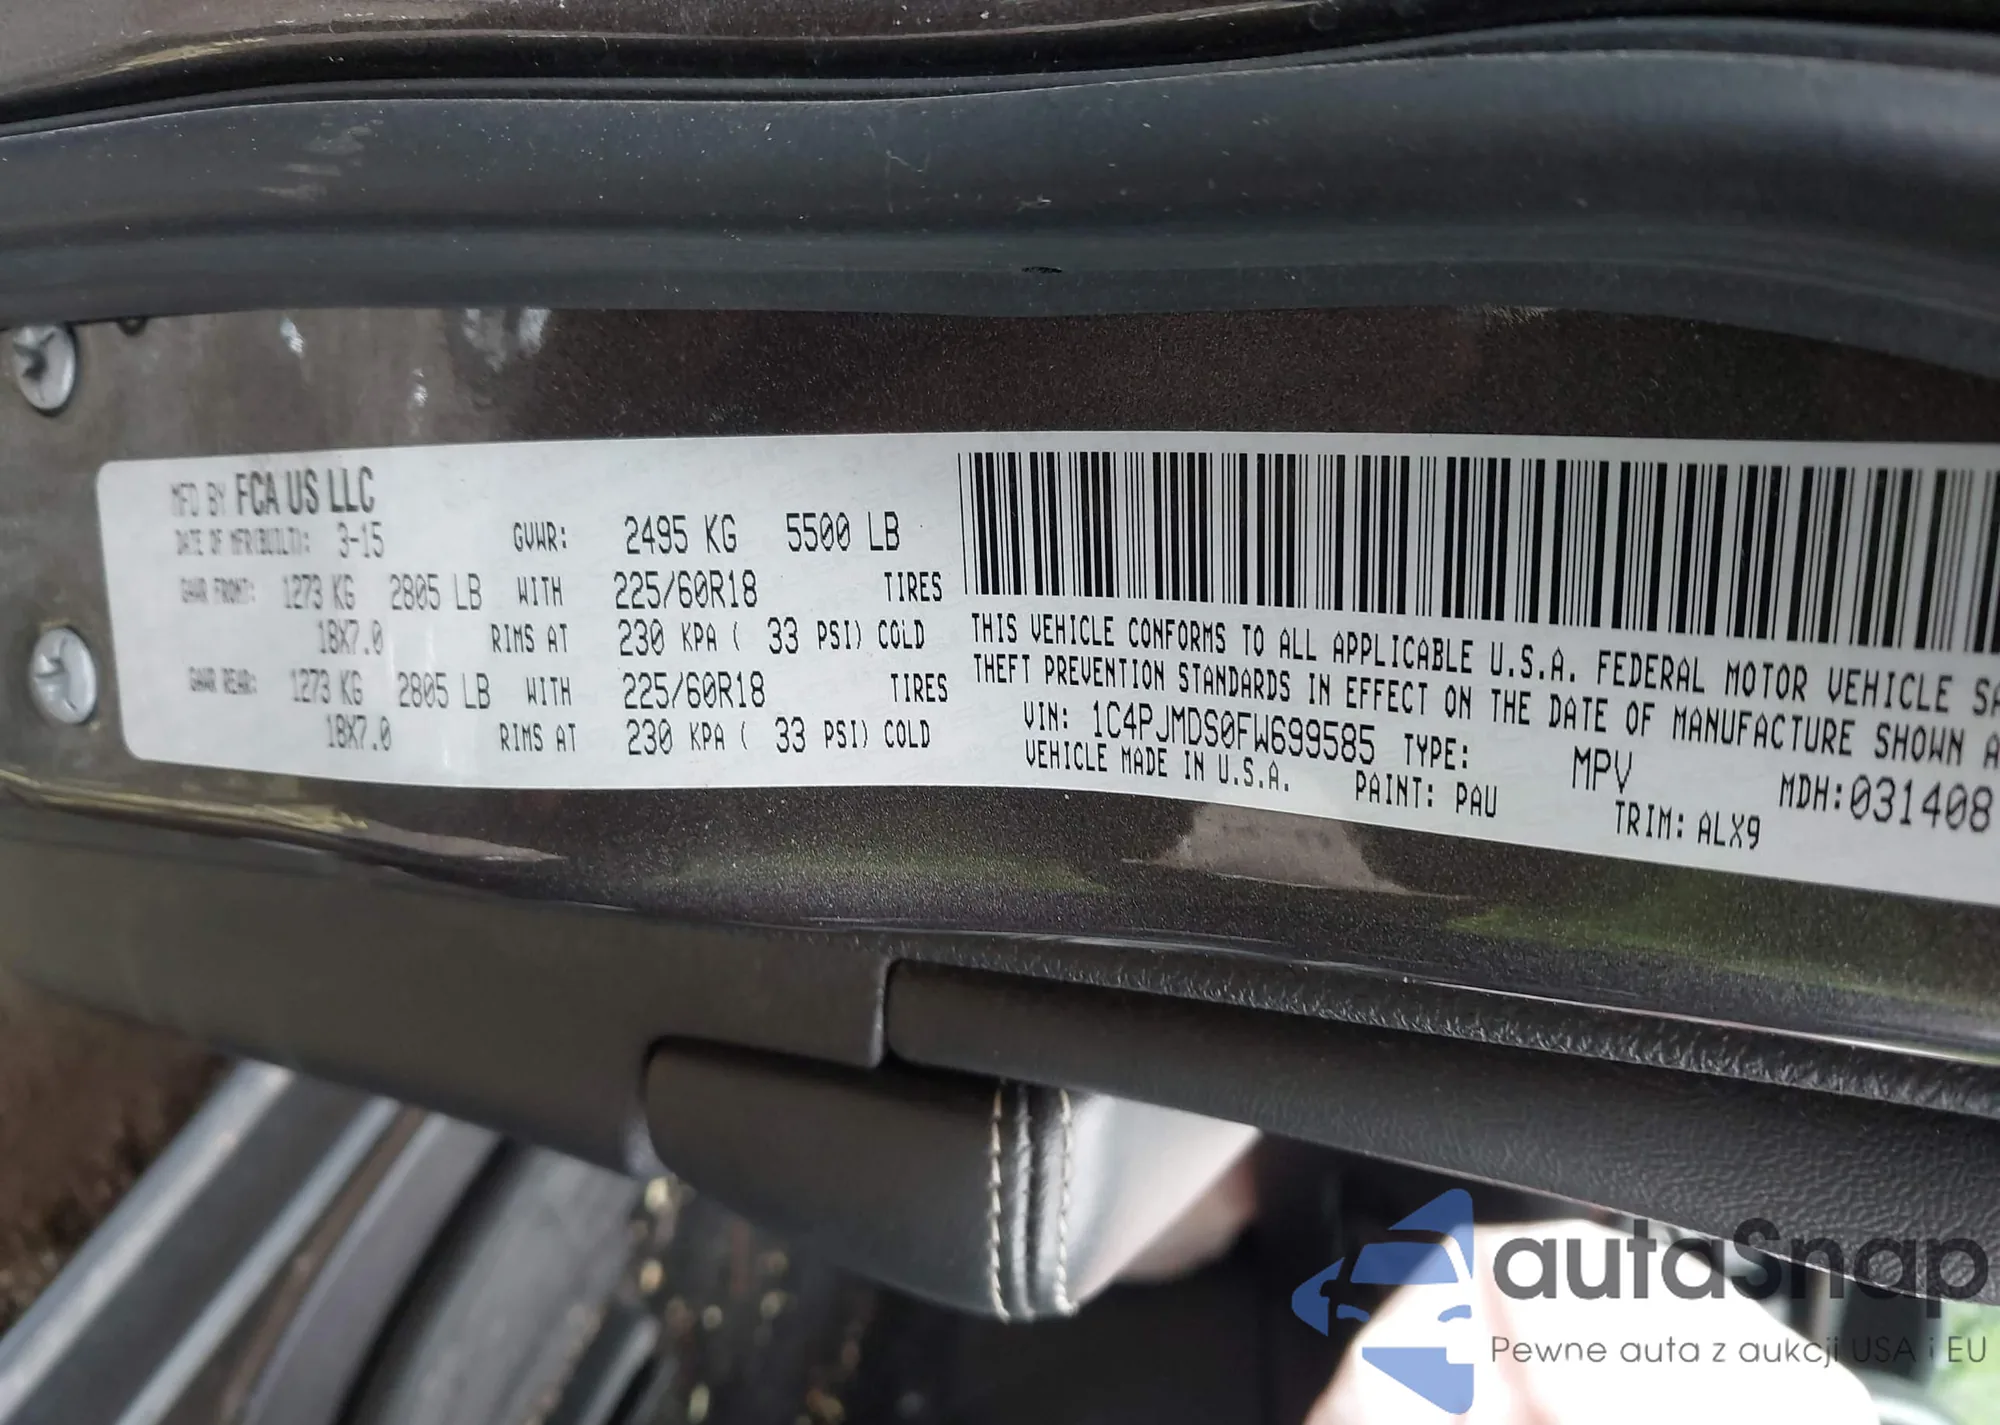 MFD BY FCA US LLC
DATE OF MFR(BUILT): 3-15 GVWR: 2495 KG 5500 LB
GAWR FRONT: 1273 KG 2805 LB WITH 225/60R18 TIRES
18X7.0 RIMS AT 230 KPA ( 33 PSI) COLD
GAWR REAR: 1273 KG 2805 LB WITH 225/60R18 TIRES
18X7.0 RIMS AT 230 KPA ( 33 PSI) COLD
THIS VEHICLE CONFORMS TO ALL APPLICABLE U.S.A. FEDERAL MOTOR VEHICLE SA
THEFT PREVENTION STANDARDS IN EFFECT ON THE DATE OF MANUFACTURE SHOWN A
VIN: 1C4PJMDS0FW699585 TYPE: MPV MDH:031408
VEHICLE MADE IN U.S.A. PAINT: PAU TRIM: ALX9
autaSnap
Pewne auta z aukcji USA i EU